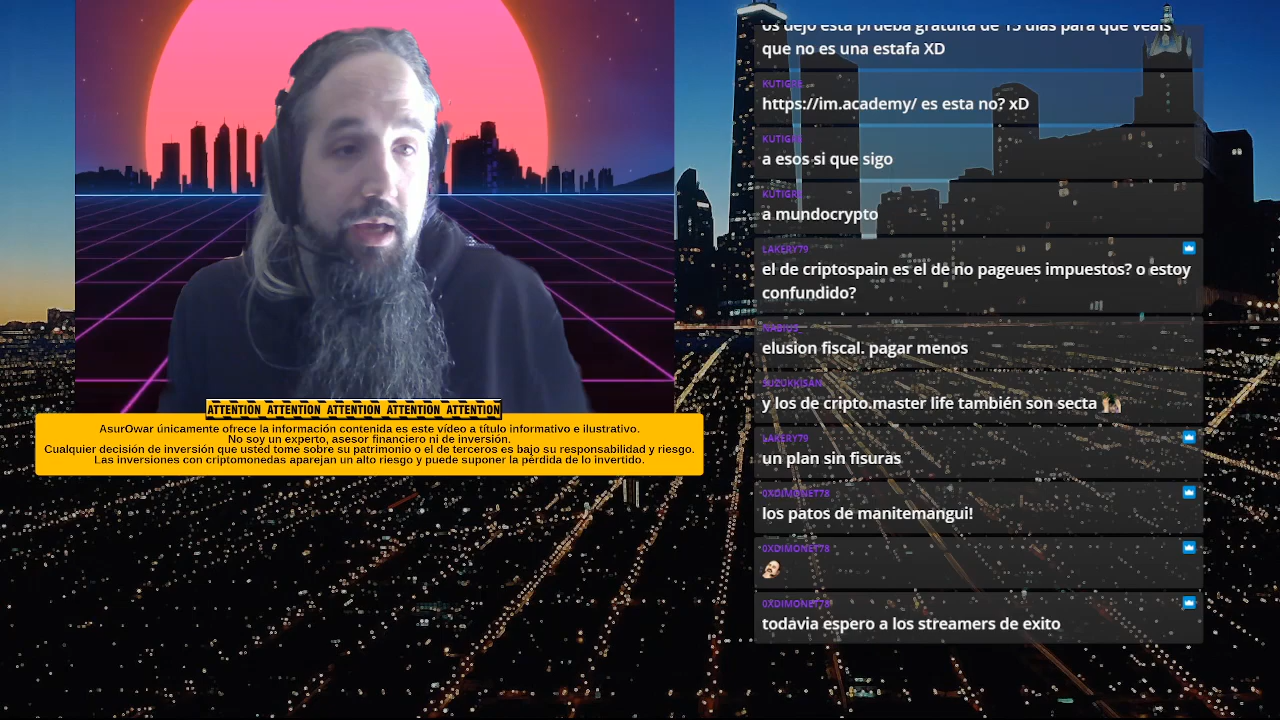 ATTENTION ATTENTION ATTENTION ATTENTION ATTENTION
AsurOwar únicamente ofrece la información contenida es este vídeo a título informativo e ilustrativo.
No soy un experto, asesor financiero ni de inversión.
Cualquier decisión de inversión que usted tome sobre su patrimonio o el de terceros es bajo su responsabilidad y riesgo.
Las inversiones con criptomonedas aparejan un alto riesgo y puede suponer la pérdida de lo invertido.
os dejo esta prueba gratuita de 15 dias para que veais
que no es una estafa XD
KUTIGRE
https://im.academy/ es esta no? xD
KUTIGRE
a esos si que sigo
KUTIGRE
a mundocrypto
LAKERY79
el de criptospain es el de no pageues impuestos? o estoy
confundido?
elusion fiscal. pagar menos
SUZUKKISAN
y los de cripto.master life también son secta
LAKERY79
un plan sin fisuras
0XDIMONET78
los patos de manitemangui!
0XDIMONET78
0XDIMONET78
todavia espero a los streamers de exito